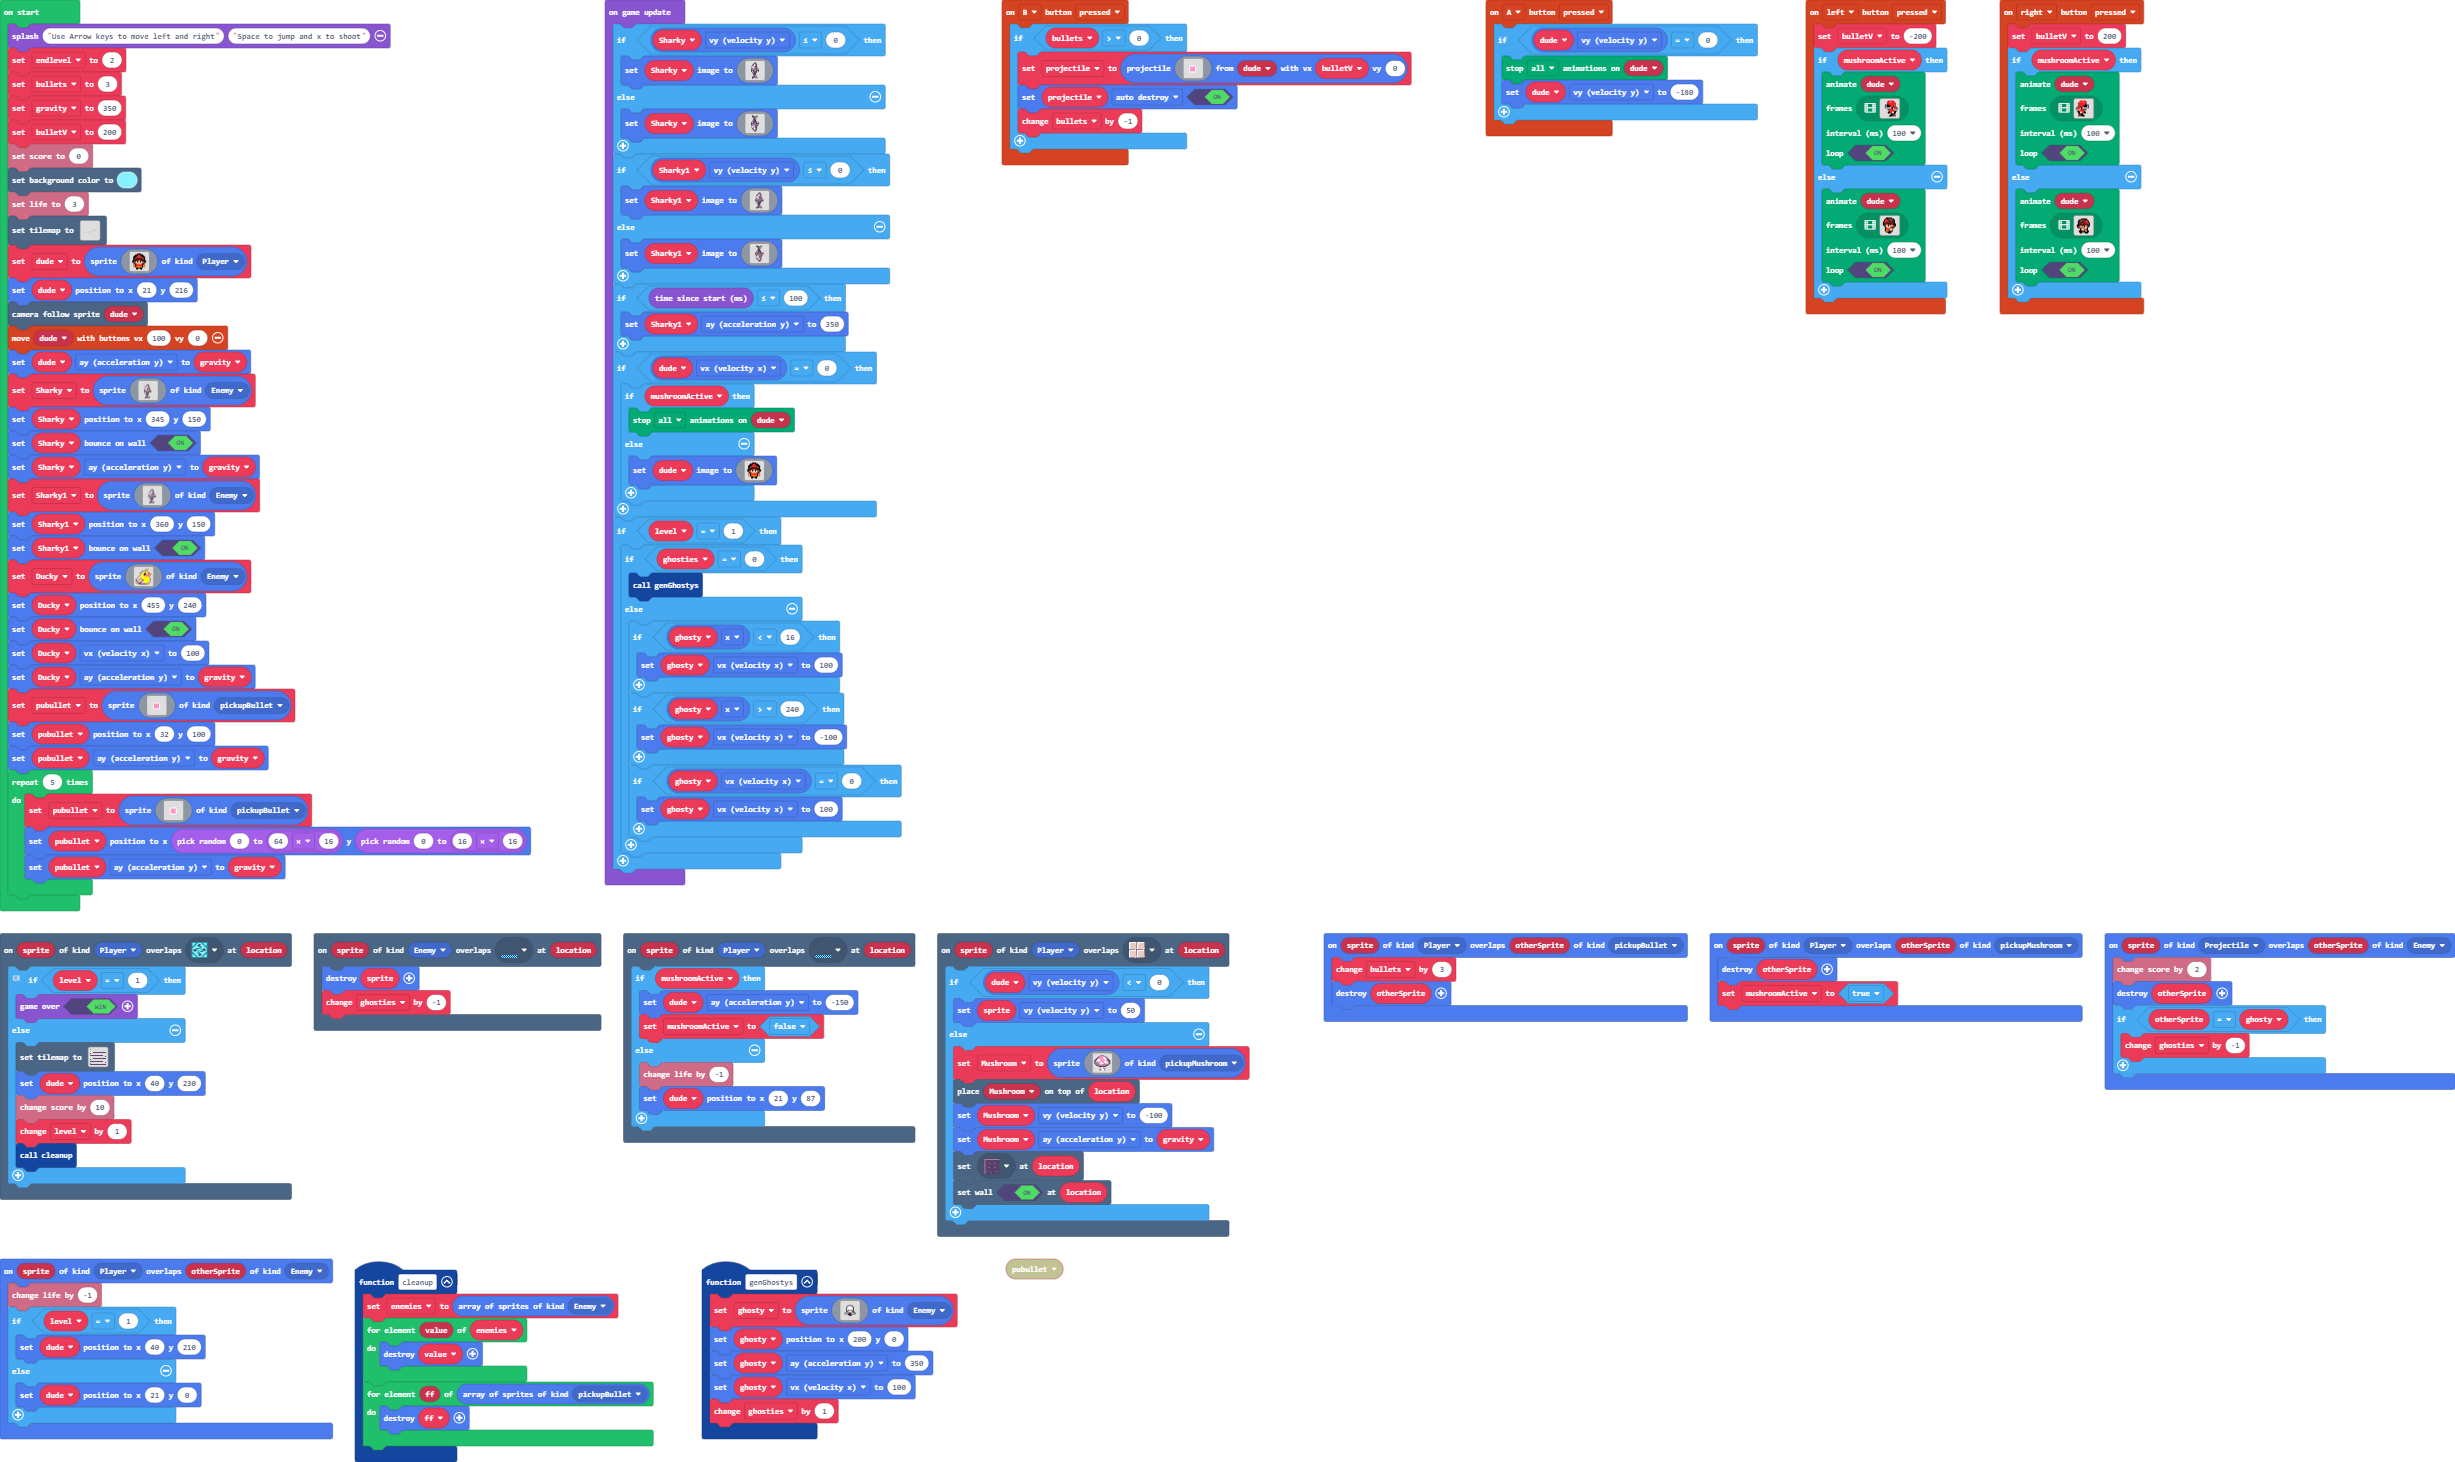 on start
splash "Use Arrow keys to move left and right" "Space to jump and x to shoot"
set endlevel to 2
set bullets to 3
set gravity to 350
set bulletV to 200
set score to 0
set background color to
set life to 3
set tilemap to
set dude to sprite of kind Player
set dude position to x 21 y 216
camera follow sprite dude
move dude with buttons vx 100 vy 0
set dude ay (acceleration y) to gravity
set Sharky to sprite of kind Enemy
set Sharky position to x 345 y 150
set Sharky bounce on wall ON
set Sharky ay (acceleration y) to gravity
set Sharky1 to sprite of kind Enemy
set Sharky1 position to x 360 y 150
set Sharky1 bounce on wall ON
set Ducky to sprite of kind Enemy
set Ducky position to x 455 y 240
set Ducky bounce on wall ON
set Ducky vx (velocity x) to 100
set Ducky ay (acceleration y) to gravity
set pubullet to sprite of kind pickupBullet
set pubullet position to x 32 y 100
set pubullet ay (acceleration y) to gravity
repeat 5 times
do
set pubullet to sprite of kind pickupBullet
set pubullet position to x pick random 0 to 64 x 16 y pick random 0 to 16 x 16
set pubullet ay (acceleration y) to gravity
on game update
if Sharky vy (velocity y) ≤ 0 then
set Sharky image to
else
set Sharky image to
if Sharky1 vy (velocity y) ≤ 0 then
set Sharky1 image to
else
set Sharky1 image to
if time since start (ms) ≤ 100 then
set Sharky1 ay (acceleration y) to 350
if dude vx (velocity x) = 0 then
if mushroomActive then
stop all animations on dude
else
set dude image to
if level = 1 then
if ghosties = 0 then
call genGhostys
else
if ghosty x < 16 then
set ghosty vx (velocity x) to 100
if ghosty x > 240 then
set ghosty vx (velocity x) to -100
if ghosty vx (velocity x) = 0 then
set ghosty vx (velocity x) to 100
on B button pressed
if bullets > 0 then
set projectile to projectile from dude with vx bulletV vy 0
set projectile auto destroy ON
change bullets by -1
on A button pressed
if dude vy (velocity y) = 0 then
stop all animations on dude
set dude vy (velocity y) to -180
on left button pressed
set bulletV to -200
if mushroomActive then
animate dude
frames
interval (ms) 100
loop ON
else
animate dude
frames
interval (ms) 100
loop ON
on right button pressed
set bulletV to 200
if mushroomActive then
animate dude
frames
interval (ms) 100
loop ON
else
animate dude
frames
interval (ms) 100
loop ON
on sprite of kind Player overlaps at location
if level = 1 then
game over WIN
else
set tilemap to
set dude position to x 40 y 230
change score by 10
change level by 1
call cleanup
on sprite of kind Enemy overlaps at location
destroy sprite
change ghosties by -1
on sprite of kind Player overlaps at location
if mushroomActive then
set dude ay (acceleration y) to -150
set mushroomActive to false
else
change life by -1
set dude position to x 21 y 87
on sprite of kind Player overlaps at location
if dude vy (velocity y) < 0 then
set sprite vy (velocity y) to 50
else
set Mushroom to sprite of kind pickupMushroom
place Mushroom on top of location
set Mushroom vy (velocity y) to -100
set Mushroom ay (acceleration y) to gravity
set at location
set wall ON at location
on sprite of kind Player overlaps otherSprite of kind pickupBullet
change bullets by 3
destroy otherSprite
on sprite of kind Player overlaps otherSprite of kind pickupMushroom
destroy otherSprite
set mushroomActive to true
on sprite of kind Projectile overlaps otherSprite of kind Enemy
change score by 2
destroy otherSprite
if otherSprite = ghosty then
change ghosties by -1
on sprite of kind Player overlaps otherSprite of kind Enemy
change life by -1
if level = 1 then
set dude position to x 40 y 210
else
set dude position to x 21 y 0
function cleanup
set enemies to array of sprites of kind Enemy
for element value of enemies
do destroy value
for element ff of array of sprites of kind pickupBullet
do destroy ff
function genGhostys
set ghosty to sprite of kind Enemy
set ghosty position to x 200 y 0
set ghosty ay (acceleration y) to 350
set ghosty vx (velocity x) to 100
change ghosties by 1
pubullet